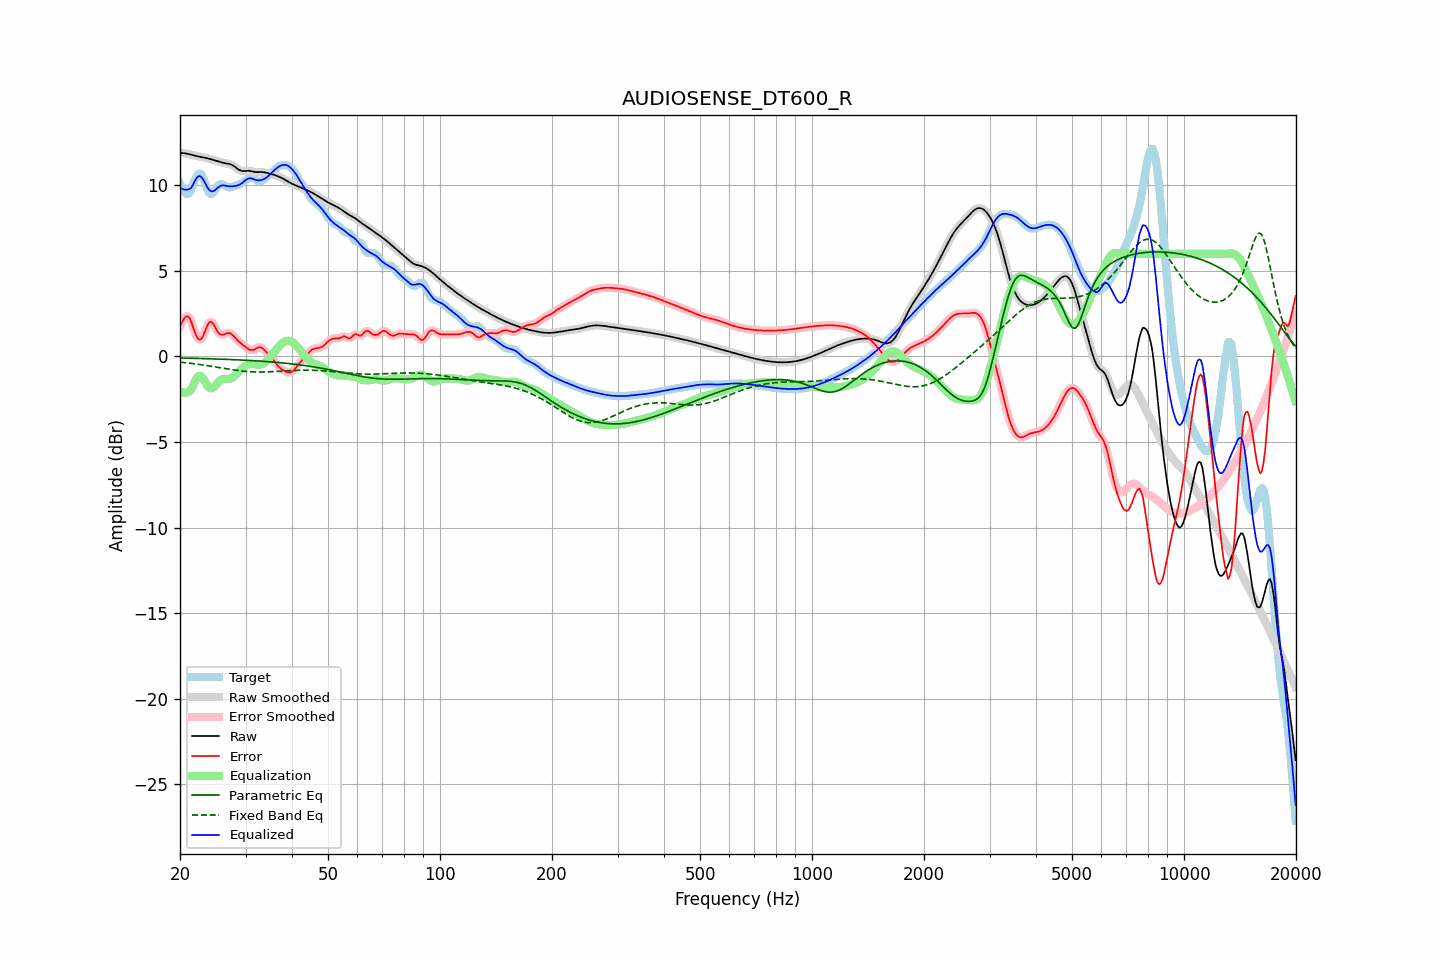 AUDIOSENSE_DT600_R
Amplitude (dBr)
10
5
0
−5
−10
−15
−20
−25
Target
Raw Smoothed
Error Smoothed
Raw
Error
Equalization
Parametric Eq
Fixed Band Eq
Equalized
20 50 100 200 500 1000 2000 5000 10000 20000
Frequency (Hz)